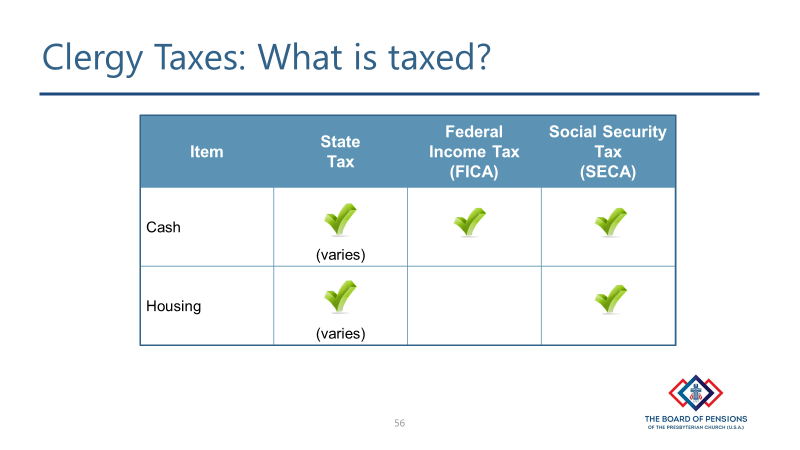 Clergy Taxes: What is taxed?
Item
State
Tax
Federal
Income Tax
(FICA)
Social Security
Tax
(SECA)
Cash
(varies)
Housing
(varies)
56
THE BOARD OF PENSIONS
OF THE PRESBYTERIAN CHURCH (U.S.A.)